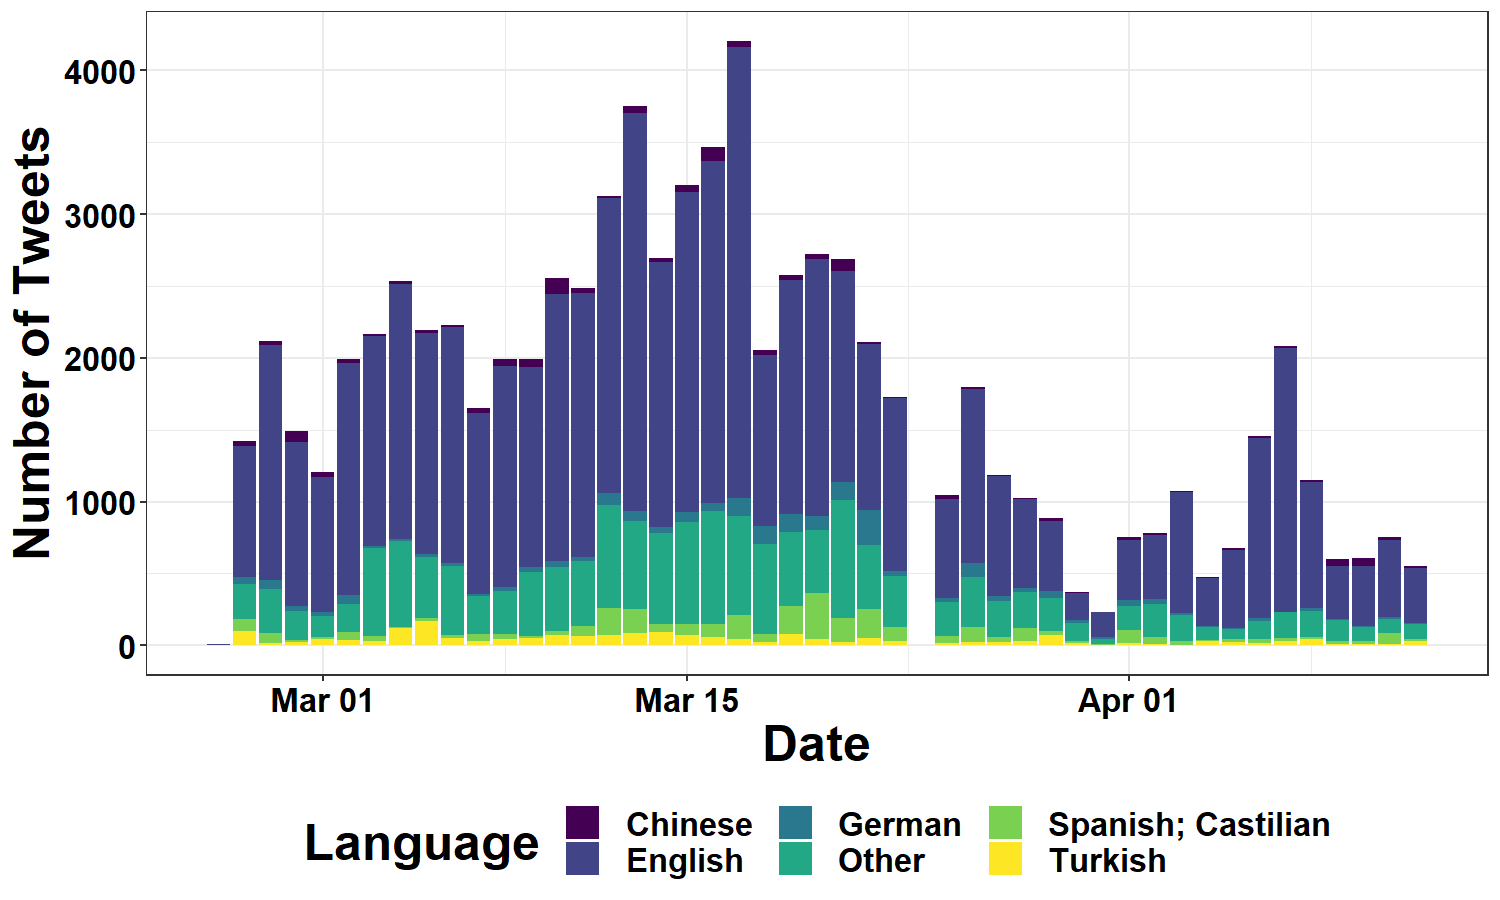 Number of Tweets
4000
3000
2000
1000
0
Mar 01 Mar 15 Apr 01
Date
Language
Chinese German Spanish; Castilian
English Other Turkish